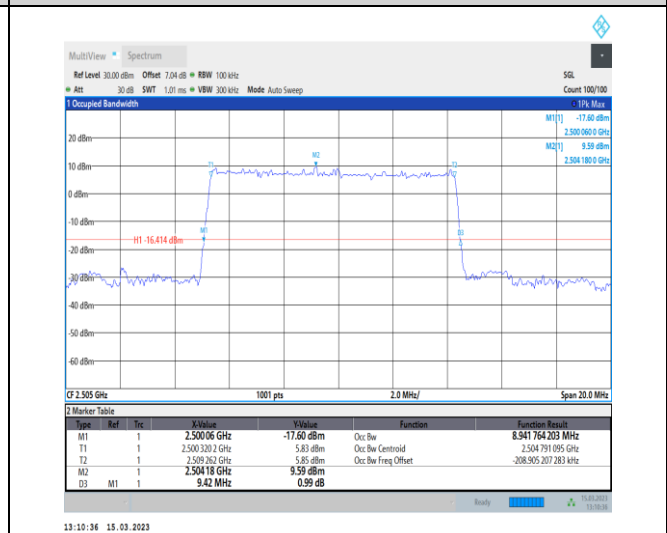 MultiView Spectrum
Ref Level 30.00 dBm Offset 7.04 dB RBW 100 kHz SGL
Att 30 dB SWT 1.01 ms VBW 300 kHz Mode Auto Sweep Count 100/100
1 Occupied Bandwidth 1Pk Max
M1[1] -17.60 dBm
2.500 060 0 GHz
M2[1] 9.59 dBm
2.504 180 0 GHz
20 dBm
10 dBm
0 dBm
-10 dBm
-20 dBm
-30 dBm
-40 dBm
-50 dBm
-60 dBm
T1
M2
T2
M1
D3
H1 -16.414 dBm
CF 2.505 GHz 1001 pts 2.0 MHz/ Span 20.0 MHz
2 Marker Table
Type Ref Trc X-Value Y-Value Function Function Result
M1 1 2.50006 GHz -17.60 dBm Occ Bw 8.941 764 203 MHz
T1 1 2.500 320 2 GHz 5.83 dBm Occ Bw Centroid 2.504 791 095 GHz
T2 1 2.509 262 GHz 5.85 dBm Occ Bw Freq Offset -208.905 207 283 kHz
M2 1 2.50418 GHz 9.59 dBm
D3 M1 1 9.42 MHz 0.99 dB
Ready
13:10:36
13:10:36 15.03.2023